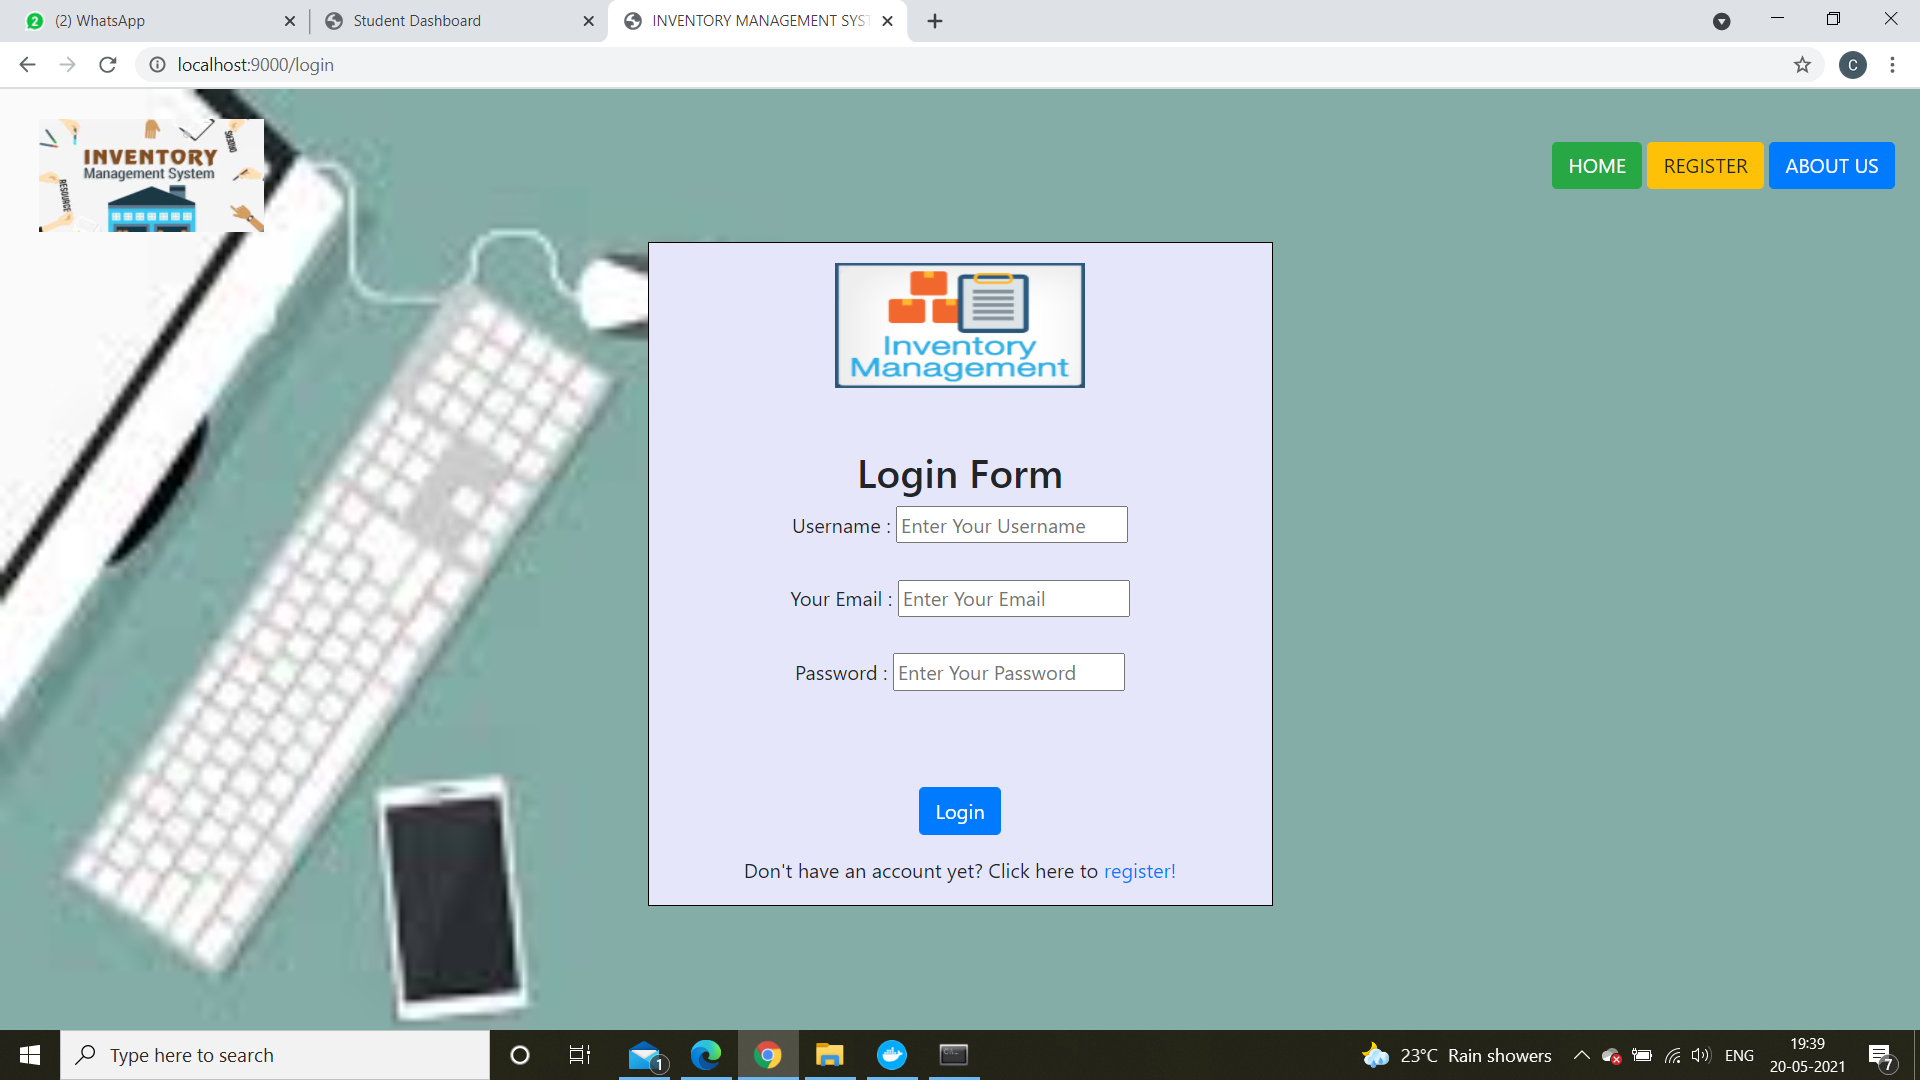 (2) WhatsApp
Student Dashboard
INVENTORY MANAGEMENT SYST
localhost:9000/login
C
INVENTORY
Management System
RESOURCE
ORDERS
HOME
REGISTER
ABOUT US
Inventory
Management
Login Form
Username :
Enter Your Username
Your Email :
Enter Your Email
Password :
Enter Your Password
Login
Don't have an account yet? Click here to register!
Type here to search
1
23°C Rain showers
ENG
19:39
20-05-2021
7